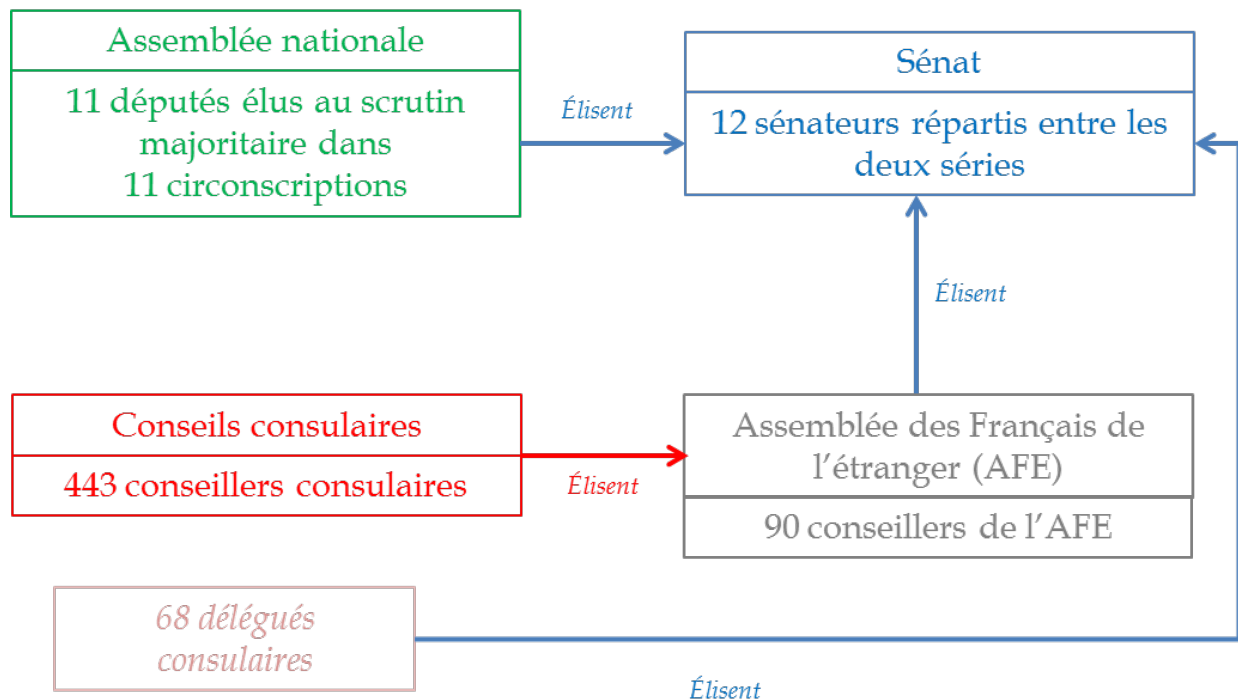 Assemblée nationale
11 députés élus au scrutin
majoritaire dans
11 circonscriptions
Élisent
Sénat
12 sénateurs répartis entre les
deux séries
Élisent
Conseils consulaires
443 conseillers consulaires
Élisent
Assemblée des Français de
l’étranger (AFE)
90 conseillers de l’AFE
68 délégués
consulaires
Élisent